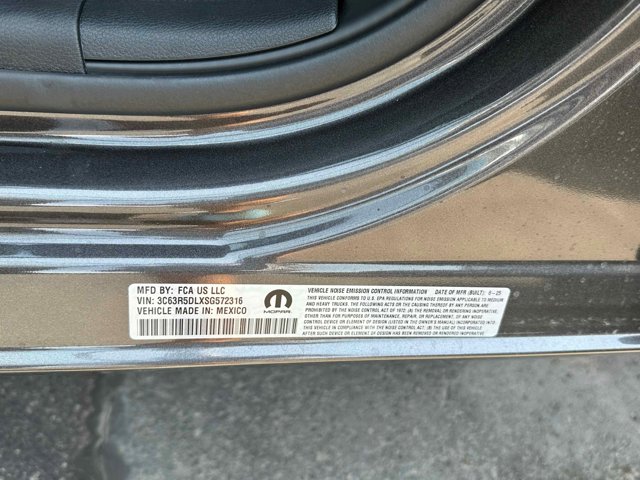 MFD BY: FCA US LLC
VIN: 3C63R5DLXSG572316
VEHICLE MADE IN: MEXICO
MOPAR
VEHICLE NOISE EMISSION CONTROL INFORMATION DATE OF MFR (BUILT): 6-25
THIS VEHICLE CONFORMS TO U.S. EPA REGULATIONS FOR NOISE EMISSION APPLICABLE TO MEDIUM
AND HEAVY TRUCKS. THE FOLLOWING ACTS OR THE CAUSING THEREOF BY ANY PERSON ARE
PROHIBITED BY THE NOISE CONTROL ACT OF 1972: (A) THE REMOVAL OR RENDERING INOPERATIVE,
OTHER THAN FOR PURPOSES OF MAINTENANCE, REPAIR, OR REPLACEMENT, OF ANY NOISE
CONTROL DEVICE OR ELEMENT OF DESIGN (LISTED IN THE OWNER'S MANUAL) INCORPORATED
INTO THIS VEHICLE IN COMPLIANCE WITH THE NOISE CONTROL ACT. (B) THE USE OF THIS VEHICLE
AFTER SUCH DEVICE OR ELEMENT OF DESIGN HAS BEEN REMOVED OR RENDERED INOPERATIVE.